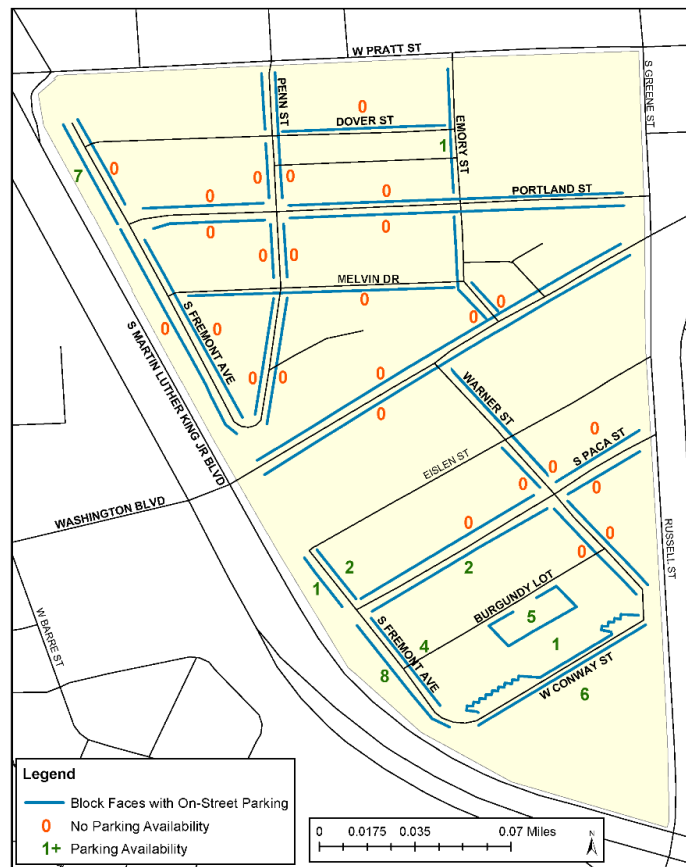 W PRATT ST
S GREENE ST
PENN ST
0
DOVER ST
EMORY ST
1
7
0
0
0
0
0
PORTLAND ST
0
0
0
0
MELVIN DR
0
0
0
0
0
S FREMONT AVE
S MARTIN LUTHER KING JR BLVD
0
0
0
0
WARNER ST
EISLEN ST
0
S PACA ST
0
0
0
0
WASHINGTON BLVD
RUSSELL ST
0
0
2
1
2
BURGUNDY LOT
5
W BARRE ST
S FREMONT AVE
4
1
8
W CONWAY ST
6
Legend
Block Faces with On-Street Parking
0 No Parking Availability
1+ Parking Availability
0 0.0175 0.035 0.07 Miles
N